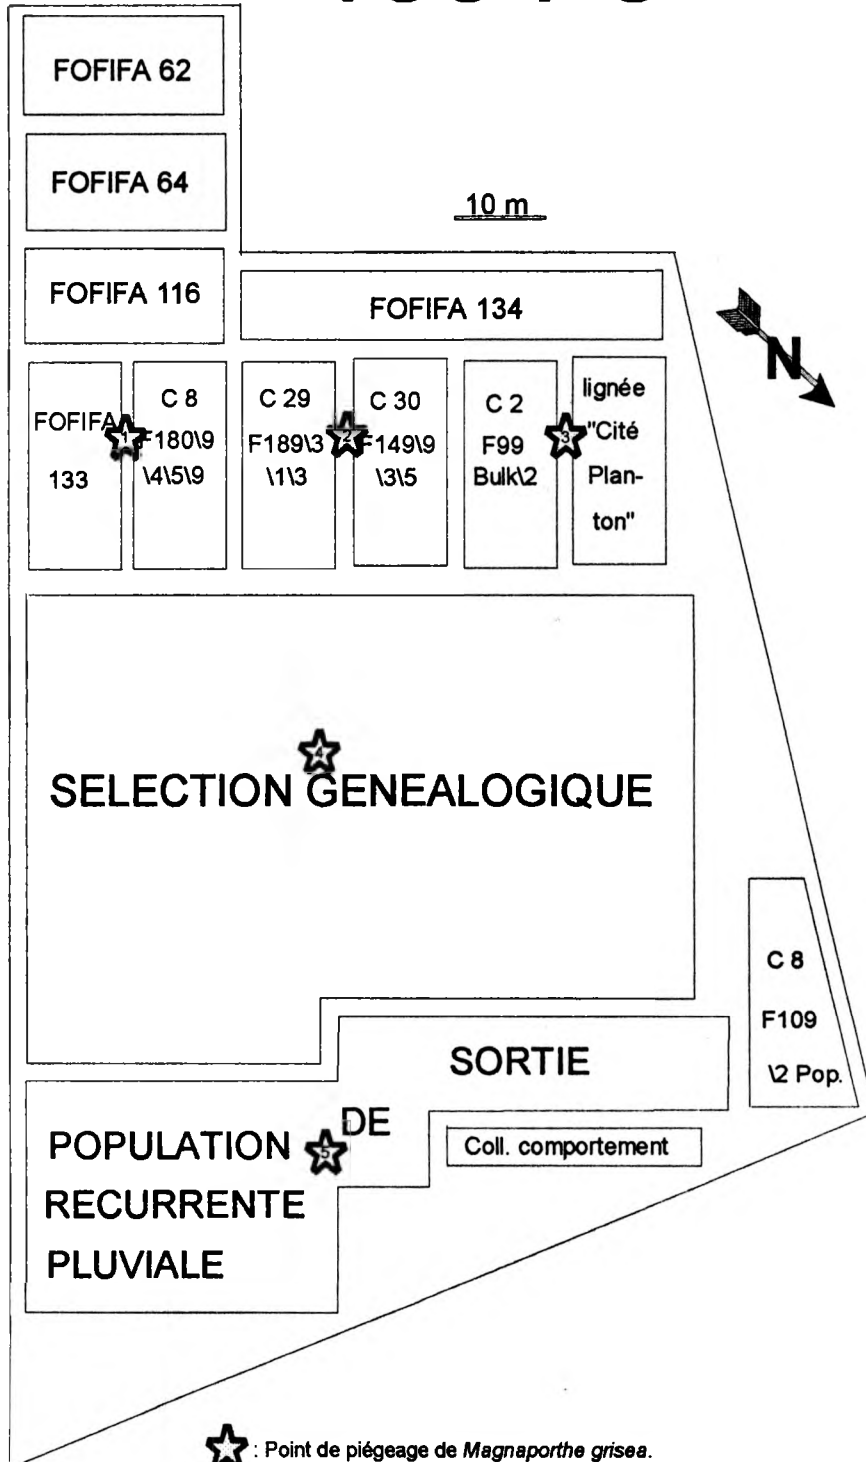 FOFIFA 62
FOFIFA 64
10 m
FOFIFA 116
FOFIFA 134
N
FOFIFA
133
1
C 8
F180\9
\4\5\9
C 29
F189\3
\1\3
2
C 30
F149\9
\3\5
C 2
F99
Bulk\2
3
lignée
"Cité
Plan-
ton"
4
SELECTION GENEALOGIQUE
C 8
F109
\2 Pop.
SORTIE
DE
5
POPULATION
RECURRENTE
PLUVIALE
Coll. comportement
: Point de piégeage de Magnaporthe grisea.